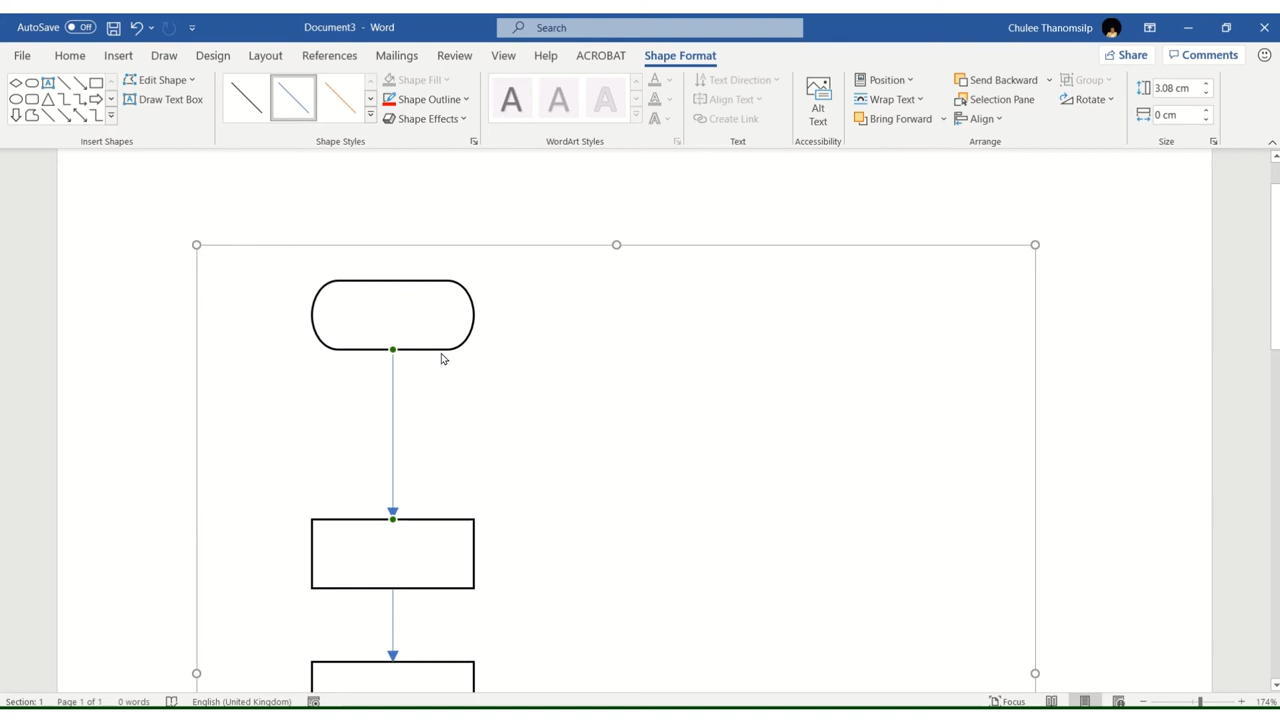 AutoSave Off Document3 - Word Search Chulee Thanomsilp
File Home Insert Draw Design Layout References Mailings Review View Help ACROBAT Shape Format Share Comments
Edit Shape Shape Fill Text Direction Position Send Backward Group 3.08 cm
Draw Text Box Shape Outline A A A A Align Text Alt Text Wrap Text Selection Pane Rotate
Shape Effects Create Link Bring Forward Align 0 cm
Insert Shapes Shape Styles WordArt Styles Text Accessibility Arrange Size
Section: 1 Page 1 of 1 0 words English (United Kingdom) Focus 174%